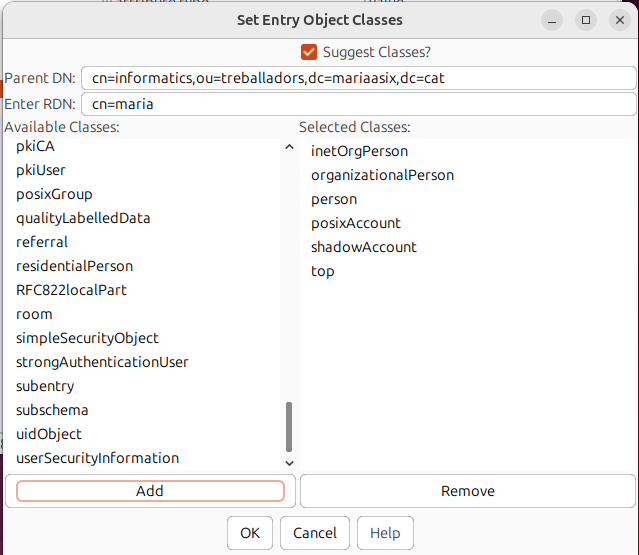 Set Entry Object Classes
Suggest Classes?
Parent DN: cn=informatics,ou=treballadors,dc=mariaasix,dc=cat
Enter RDN: cn=maria
Available Classes:
pkiCA
pkiUser
posixGroup
qualityLabelledData
referral
residentialPerson
RFC822localPart
room
simpleSecurityObject
strongAuthenticationUser
subentry
subschema
uidObject
userSecurityInformation
Selected Classes:
inetOrgPerson
organizationalPerson
person
posixAccount
shadowAccount
top
Add
Remove
OK
Cancel
Help